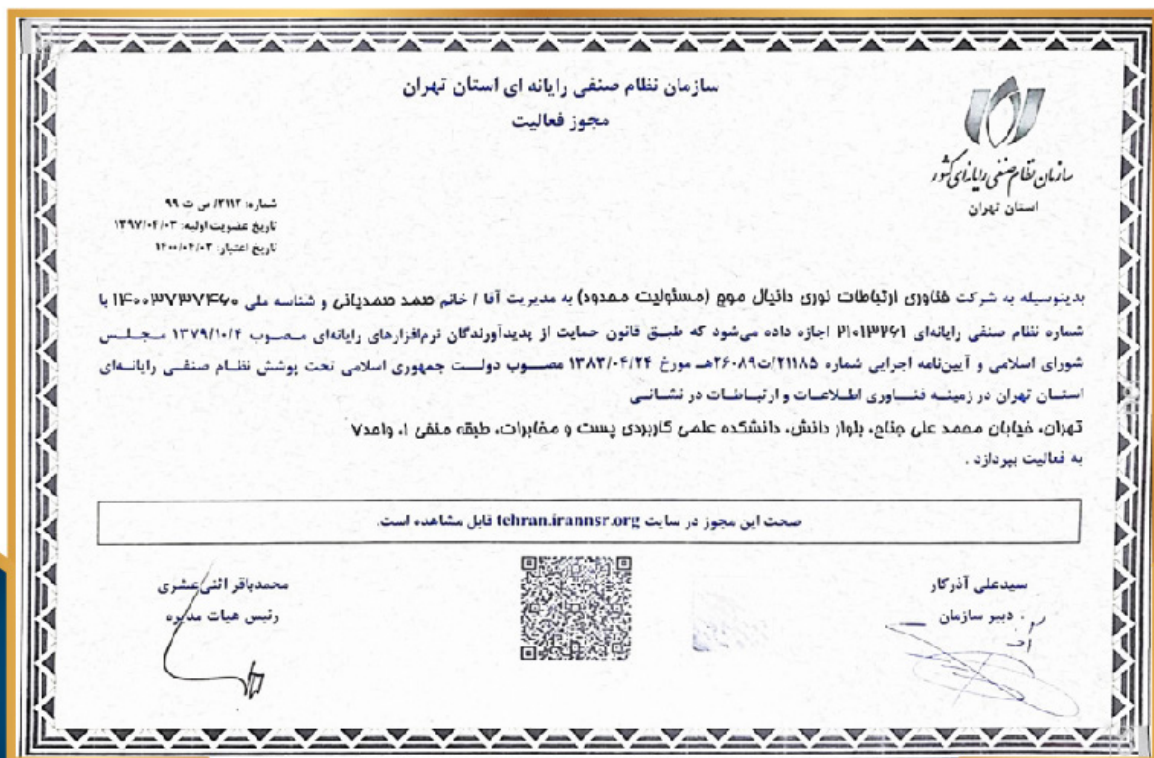 سازمان نظام صنفی رایانه ای استان تهران
مجوز فعالیت
سازمان نظام صنفی رایانه‌ای کشور
استان تهران
شماره: ۲۱۱۲/ س ت ۹۹
تاریخ عضویت اولیه: ۱۳۹۷/۰۴/۰۳
تاریخ اعتبار: ۱۴۰۰/۰۴/۰۳
بدینوسیله به شرکت فناوری ارتباطات نوری دانیال موج (مسئولیت محدود) به مدیریت آقا / خانم صمد صمدیانی و شناسه ملی ۱۴۰۰۳۷۳۷۴۶۰ با
شماره نظام صنفی رایانه‌ای ۲۱۰۱۳۲۶۱ اجازه داده می‌شود که طبق قانون حمایت از پدیدآورندگان نرم‌افزارهای رایانه‌ای مصوب ۱۳۷۹/۱۰/۴ مجلس
شورای اسلامی و آیین‌نامه اجرایی شماره ۲۱۱۸۵/ت۲۶۰۸۹هـ مورخ ۱۳۸۳/۰۴/۲۴ مصوب دولت جمهوری اسلامی تحت پوشش نظام صنفی رایانه‌ای
استان تهران در زمینه فناوری اطلاعات و ارتباطات در نشانی
تهران، خیابان محمد علی جناح، بلوار دانش، دانشکده علمی کاربردی پست و مخابرات، طبقه منفی ۱، واحد۷
به فعالیت بپردازد .
صحت این مجوز در سایت tehran.irannsr.org قابل مشاهده است.
سیدعلی آذرکار
دبیر سازمان
محمدباقر اثنی‌عشری
رئیس هیات مدیره